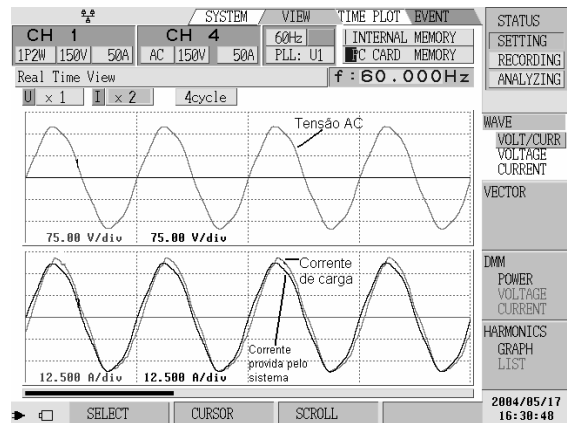 SYSTEM VIEW TIME PLOT EVENT
CH 1 CH 4 60Hz INTERNAL MEMORY
1P2W 150V 50A AC 150V 50A PLL: U1 PC CARD MEMORY
Real Time View f:60.000Hz
U × 1 I × 2 4cycle
Tensão AC
75.00 V/div 75.00 V/div
Corrente
de carga
Corrente
provida pelo
sistema
12.500 A/div 12.500 A/div
SELECT CURSOR SCROLL
STATUS
SETTING
RECORDING
ANALYZING
WAVE
VOLT/CURR
VOLTAGE
CURRENT
VECTOR
DMM
POWER
VOLTAGE
CURRENT
HARMONICS
GRAPH
LIST
2004/05/17
16:30:48